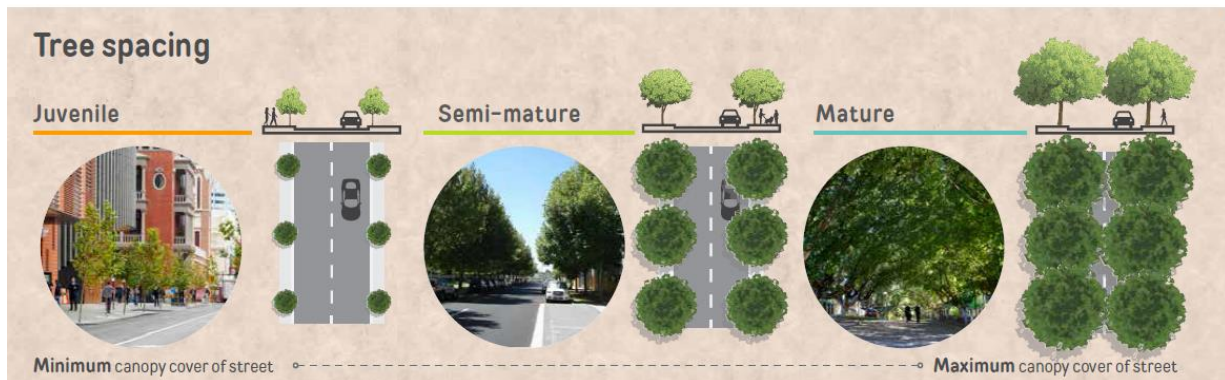 Tree spacing
Juvenile
Semi-mature
Mature
Minimum canopy cover of street
Maximum canopy cover of street